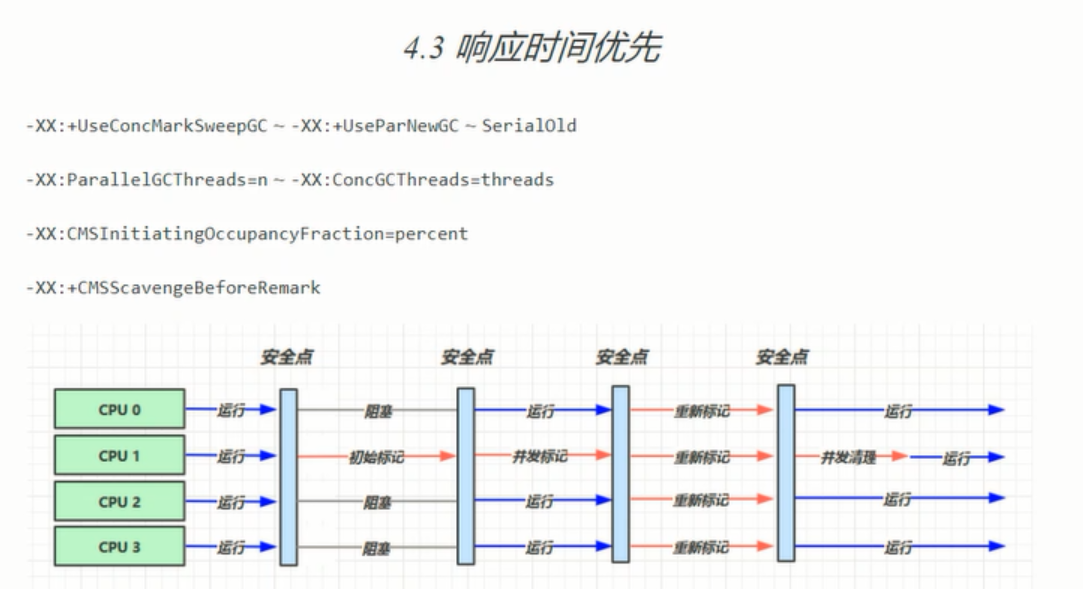 4.3 响应时间优先
-XX:+UseConcMarkSweepGC ~ -XX:+UseParNewGC ~ SerialOld
-XX:ParallelGCThreads=n ~ -XX:ConcGCThreads=threads
-XX:CMSInitiatingOccupancyFraction=percent
-XX:+CMSScavengeBeforeRemark
安全点 安全点 安全点 安全点
CPU 0 运行 阻塞 运行 重新标记 运行
CPU 1 运行 初始标记 并发标记 重新标记 并发清理 运行
CPU 2 运行 阻塞 运行 重新标记 运行
CPU 3 运行 阻塞 运行 重新标记 运行